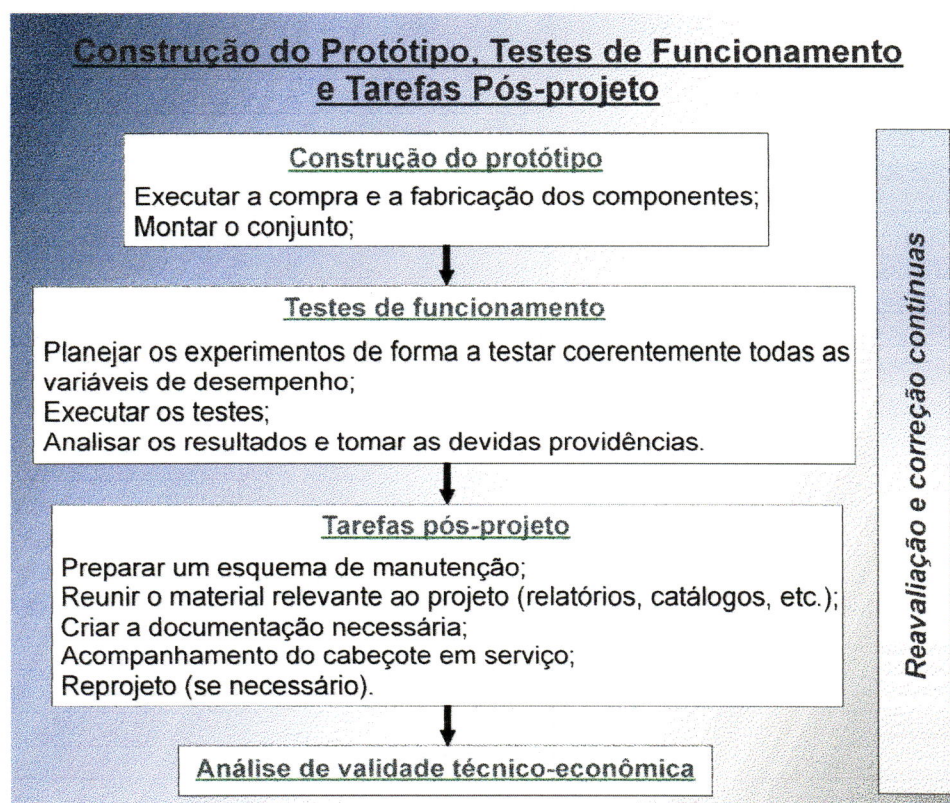 Construção do Protótipo, Testes de Funcionamento
e Tarefas Pós-projeto
Construção do protótipo
Executar a compra e a fabricação dos componentes;
Montar o conjunto;
Testes de funcionamento
Planejar os experimentos de forma a testar coerentemente todas as
variáveis de desempenho;
Executar os testes;
Analisar os resultados e tomar as devidas providências.
Tarefas pós-projeto
Preparar um esquema de manutenção;
Reunir o material relevante ao projeto (relatórios, catálogos, etc.);
Criar a documentação necessária;
Acompanhamento do cabeçote em serviço;
Reprojeto (se necessário).
Análise de validade técnico-econômica
Reavaliação e correção contínuas